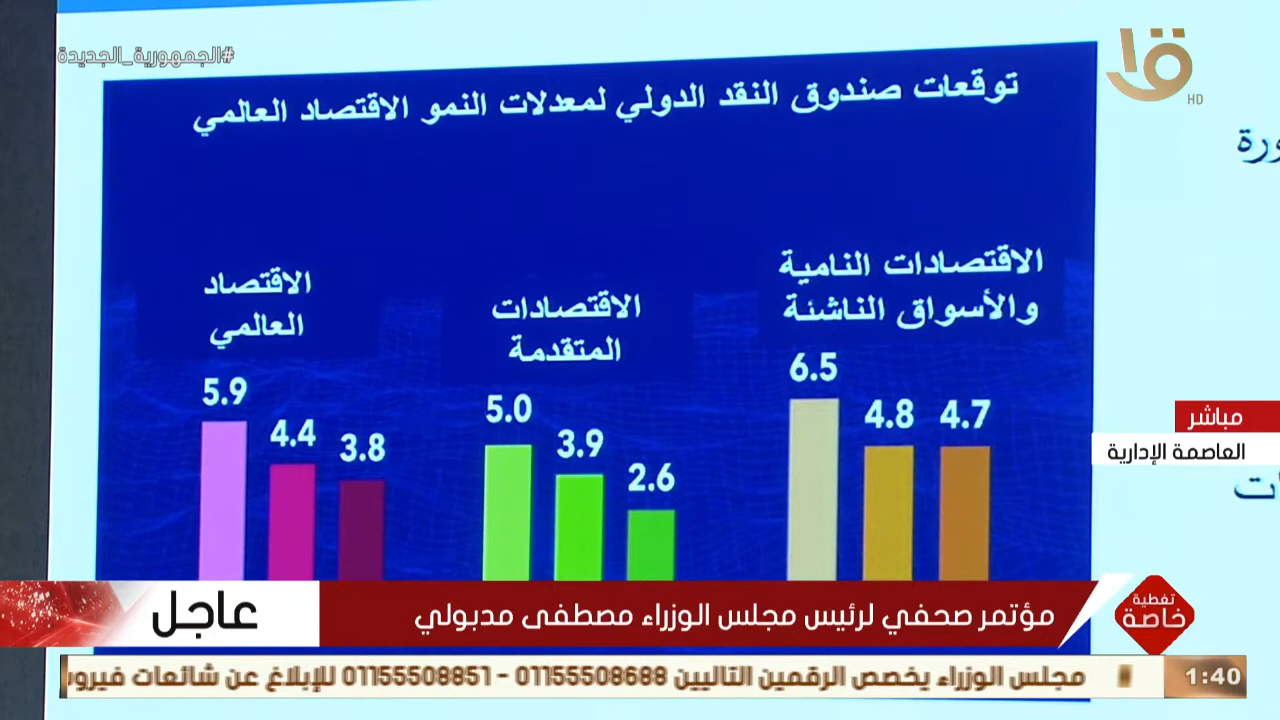 #الجمهورية_الجديدة
HD
توقعات صندوق النقد الدولي لمعدلات النمو الاقتصاد العالمي
الاقتصادات النامية
والأسواق الناشئة
6.5
4.8
4.7
الاقتصادات
المتقدمة
5.0
3.9
2.6
الاقتصاد
العالمي
5.9
4.4
3.8
مباشر
العاصمة الإدارية
تغطية
خاصة
مؤتمر صحفي لرئيس مجلس الوزراء مصطفى مدبولي
عاجل
1:40
مجلس الوزراء يخصص الرقمين التاليين 01155508688 - 01155508851 للإبلاغ عن شائعات